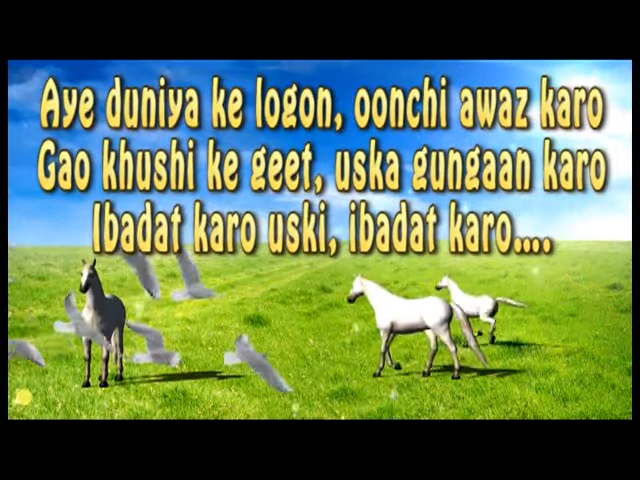 Aye duniya ke logon, oonchi awaz karo
Gao khushi ke geet, uska gungaan karo
Ibadat karo uski, ibadat karo....